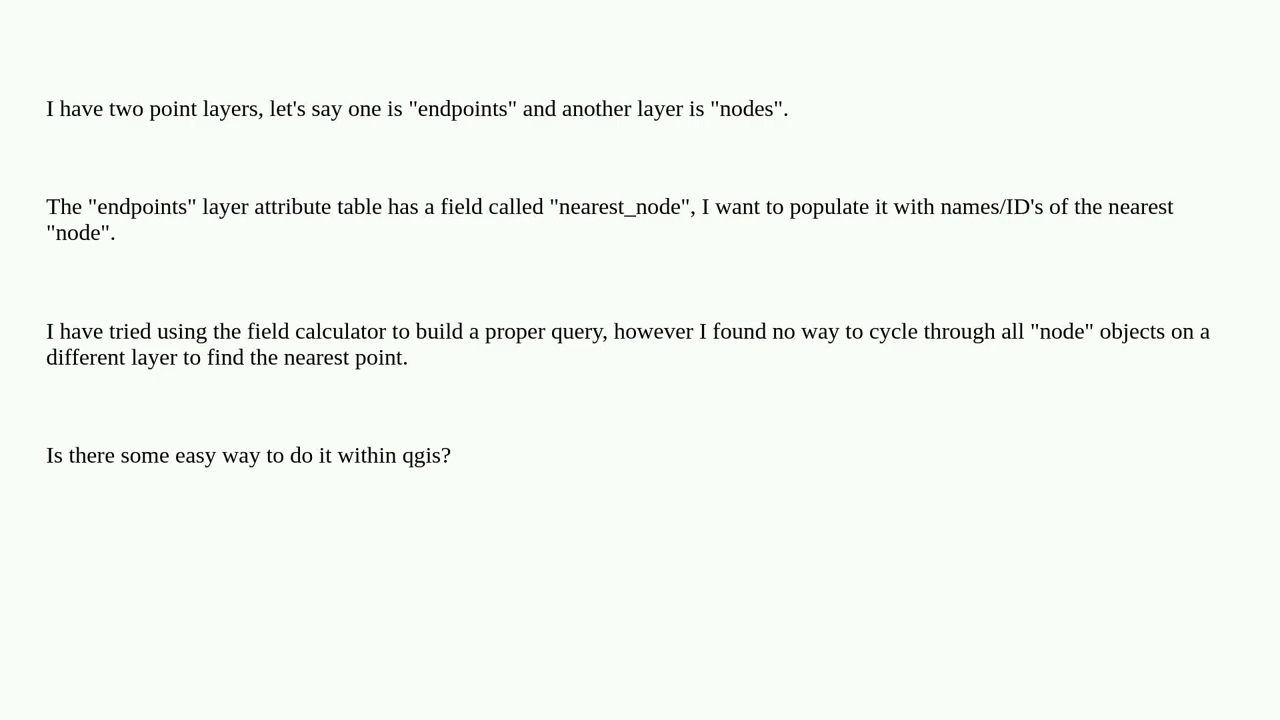 I have two point layers, let's say one is "endpoints" and another layer is "nodes".
The "endpoints" layer attribute table has a field called "nearest_node", I want to populate it with names/ID's of the nearest
"node".
I have tried using the field calculator to build a proper query, however I found no way to cycle through all "node" objects on a
different layer to find the nearest point.
Is there some easy way to do it within qgis?